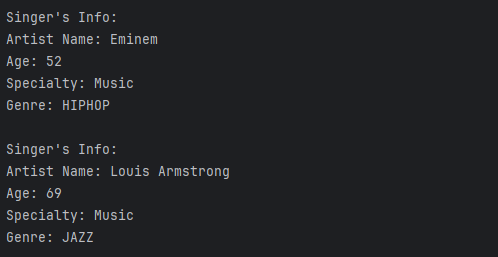 Singer's Info:
Artist Name: Eminem
Age: 52
Specialty: Music
Genre: HIPHOP
Singer's Info:
Artist Name: Louis Armstrong
Age: 69
Specialty: Music
Genre: JAZZ